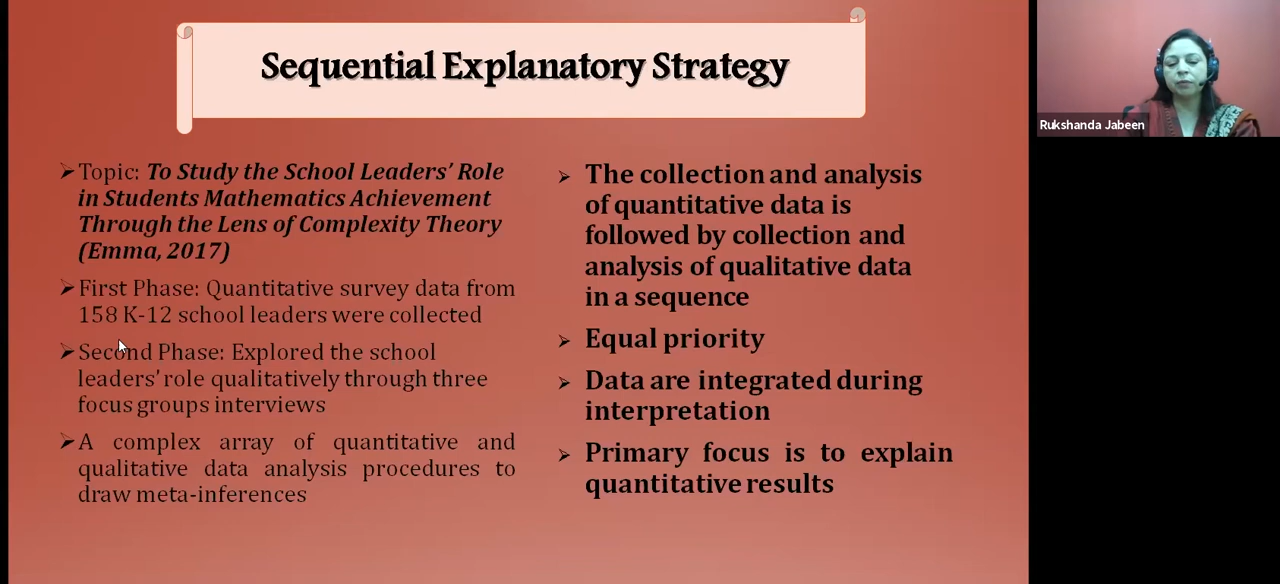 Sequential Explanatory Strategy
Rukshanda Jabeen
➢Topic: To Study the School Leaders’ Role
in Students Mathematics Achievement
Through the Lens of Complexity Theory
(Emma, 2017)
➢First Phase: Quantitative survey data from
158 K-12 school leaders were collected
➢Second Phase: Explored the school
leaders’ role qualitatively through three
focus groups interviews
➢A complex array of quantitative and
qualitative data analysis procedures to
draw meta-inferences
➢ The collection and analysis
of quantitative data is
followed by collection and
analysis of qualitative data
in a sequence
➢ Equal priority
➢ Data are integrated during
interpretation
➢ Primary focus is to explain
quantitative results